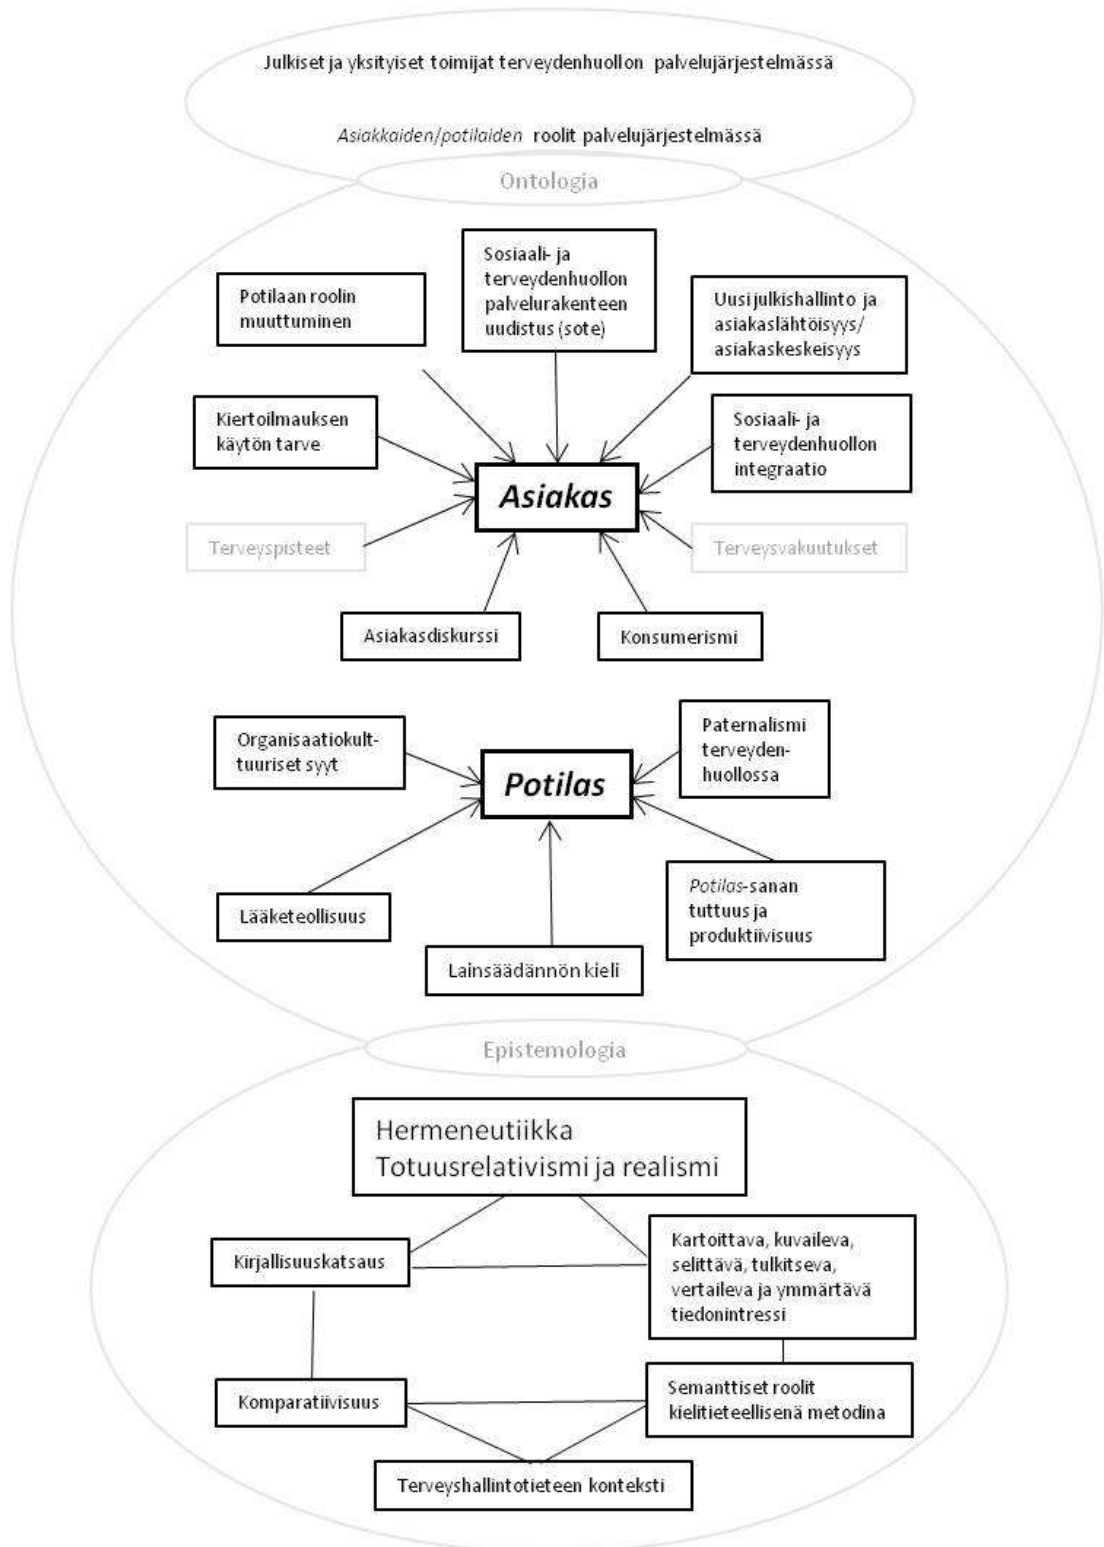 Julkiset ja yksityiset toimijat terveydenhuollon palvelujärjestelmässä
Asiakkaiden/potilaiden roolit palvelujärjestelmässä
Ontologia
Sosiaali- ja
terveydenhuollon
palvelurakenteen
uudistus (sote)
Potilaan roolin
muuttuminen
Uusi julkishallinto ja
asiakaslähtöisyys/
asiakaskeskeisyys
Kiertoilmauksen
käytön tarve
Sosiaali- ja
terveydenhuollon
integraatio
Asiakas
Terveyspisteet
Terveysvakuutukset
Asiakasdiskurssi
Konsumerismi
Organisaatiokult-
tuuriset syyt
Paternalismi
terveyden-
huollossa
Potilas
Lääketeollisuus
Potilas-sanan
tuttuus ja
produktiivisuus
Lainsäädännön kieli
Epistemologia
Hermeneutiikka
Totuusrelativismi ja realismi
Kirjallisuuskatsaus
Kartoittava, kuvaileva,
selittävä, tulkitseva,
vertaileva ja ymmärtävä
tiedonintressi
Komparatiivisuus
Semanttiset roolit
kielitieteellisenä metodina
Terveyshallintotieteen konteksti